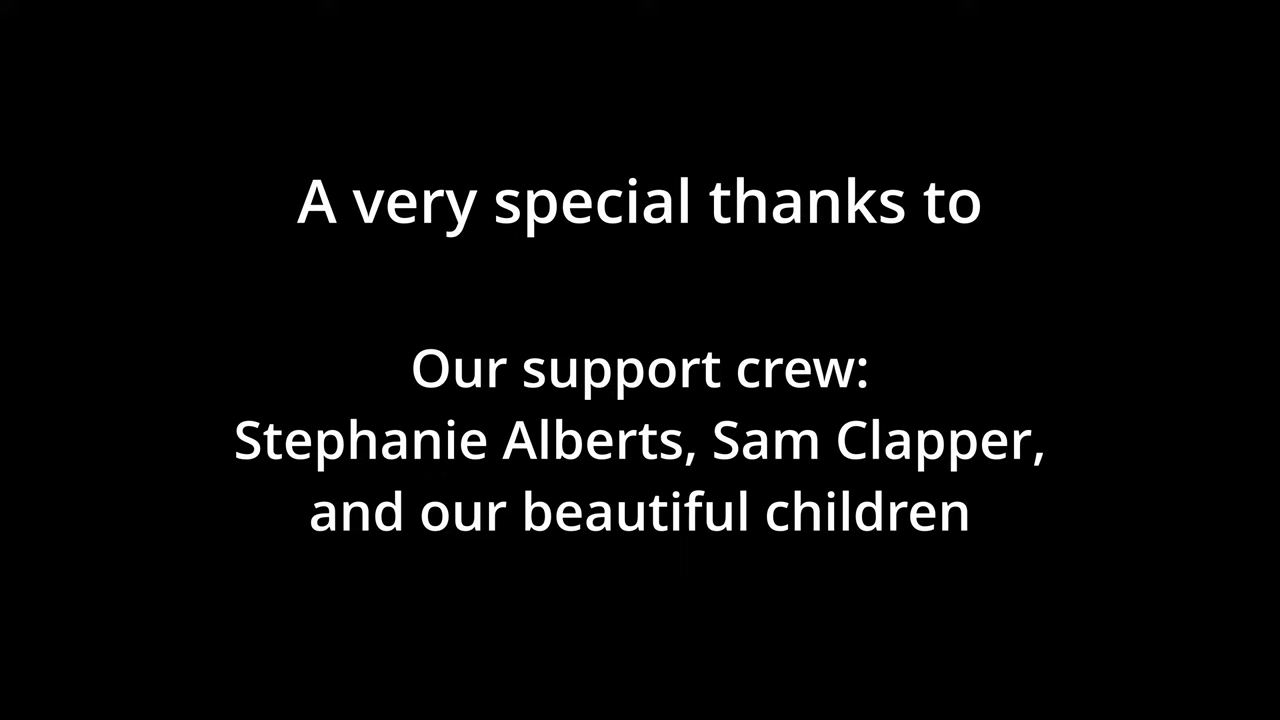 A very special thanks to
Our support crew:
Stephanie Alberts, Sam Clapper,
and our beautiful children